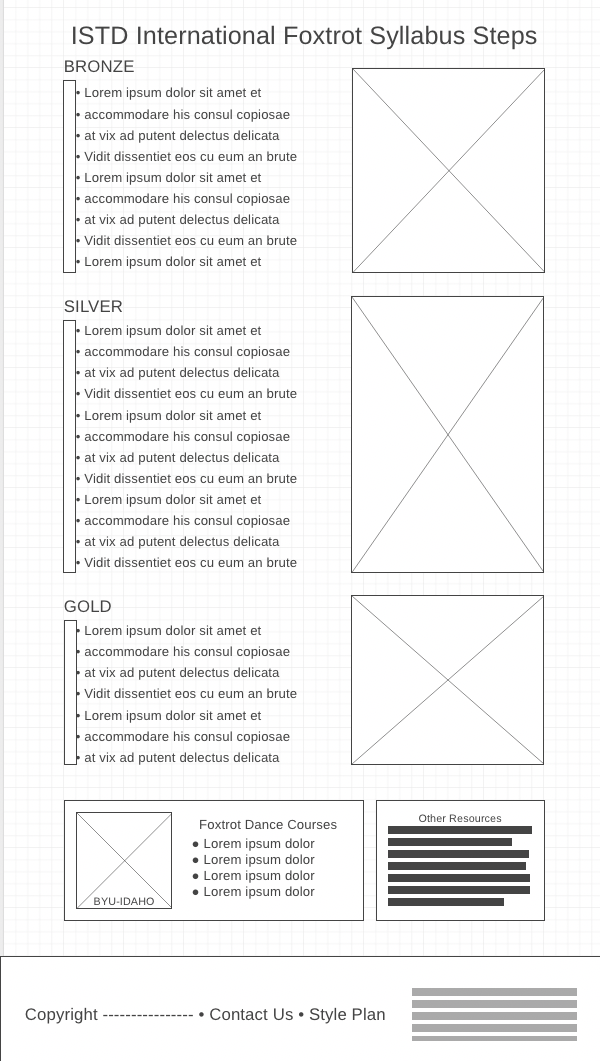 ISTD International Foxtrot Syllabus Steps
BRONZE
• Lorem ipsum dolor sit amet et
• accommodare his consul copiosae
• at vix ad putent delectus delicata
• Vidit dissentiet eos cu eum an brute
• Lorem ipsum dolor sit amet et
• accommodare his consul copiosae
• at vix ad putent delectus delicata
• Vidit dissentiet eos cu eum an brute
• Lorem ipsum dolor sit amet et
SILVER
• Lorem ipsum dolor sit amet et
• accommodare his consul copiosae
• at vix ad putent delectus delicata
• Vidit dissentiet eos cu eum an brute
• Lorem ipsum dolor sit amet et
• accommodare his consul copiosae
• at vix ad putent delectus delicata
• Vidit dissentiet eos cu eum an brute
• Lorem ipsum dolor sit amet et
• accommodare his consul copiosae
• at vix ad putent delectus delicata
• Vidit dissentiet eos cu eum an brute
GOLD
• Lorem ipsum dolor sit amet et
• accommodare his consul copiosae
• at vix ad putent delectus delicata
• Vidit dissentiet eos cu eum an brute
• Lorem ipsum dolor sit amet et
• accommodare his consul copiosae
• at vix ad putent delectus delicata
BYU-IDAHO
Foxtrot Dance Courses
● Lorem ipsum dolor
● Lorem ipsum dolor
● Lorem ipsum dolor
● Lorem ipsum dolor
Other Resources
Copyright ---------------- • Contact Us • Style Plan